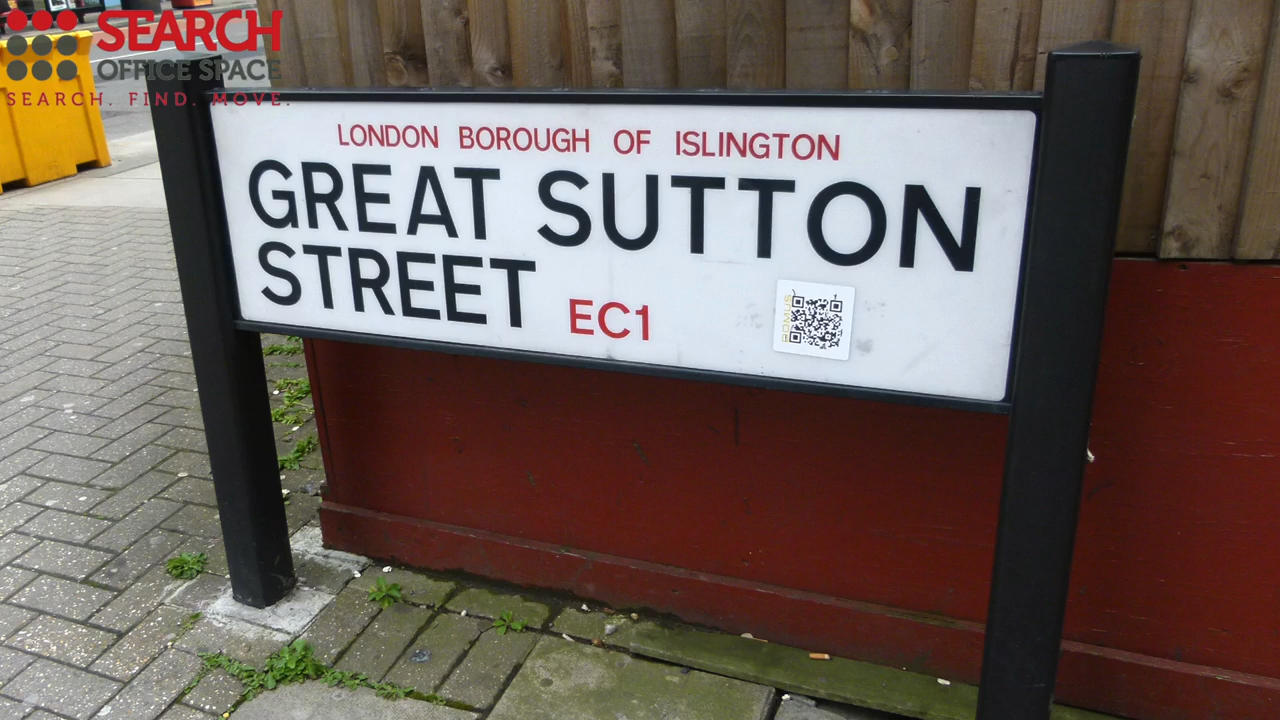 SEARCH
OFFICE SPACE
SEARCH. FIND. MOVE.
LONDON BOROUGH OF ISLINGTON
GREAT SUTTON
STREET EC1